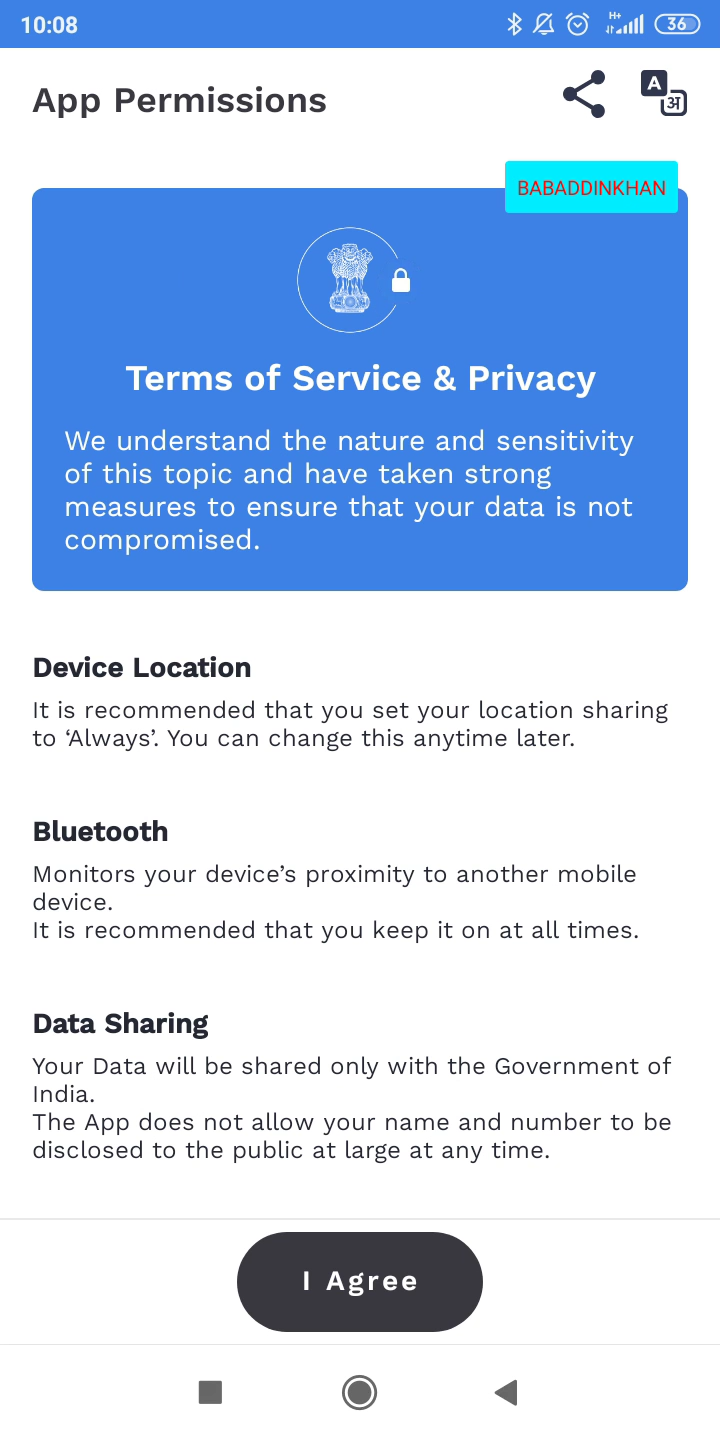 10:08
H+
36
App Permissions
A
अ
BABADDINKHAN
Terms of Service & Privacy
We understand the nature and sensitivity
of this topic and have taken strong
measures to ensure that your data is not
compromised.
Device Location
It is recommended that you set your location sharing
to ‘Always’. You can change this anytime later.
Bluetooth
Monitors your device’s proximity to another mobile
device.
It is recommended that you keep it on at all times.
Data Sharing
Your Data will be shared only with the Government of
India.
The App does not allow your name and number to be
disclosed to the public at large at any time.
I Agree